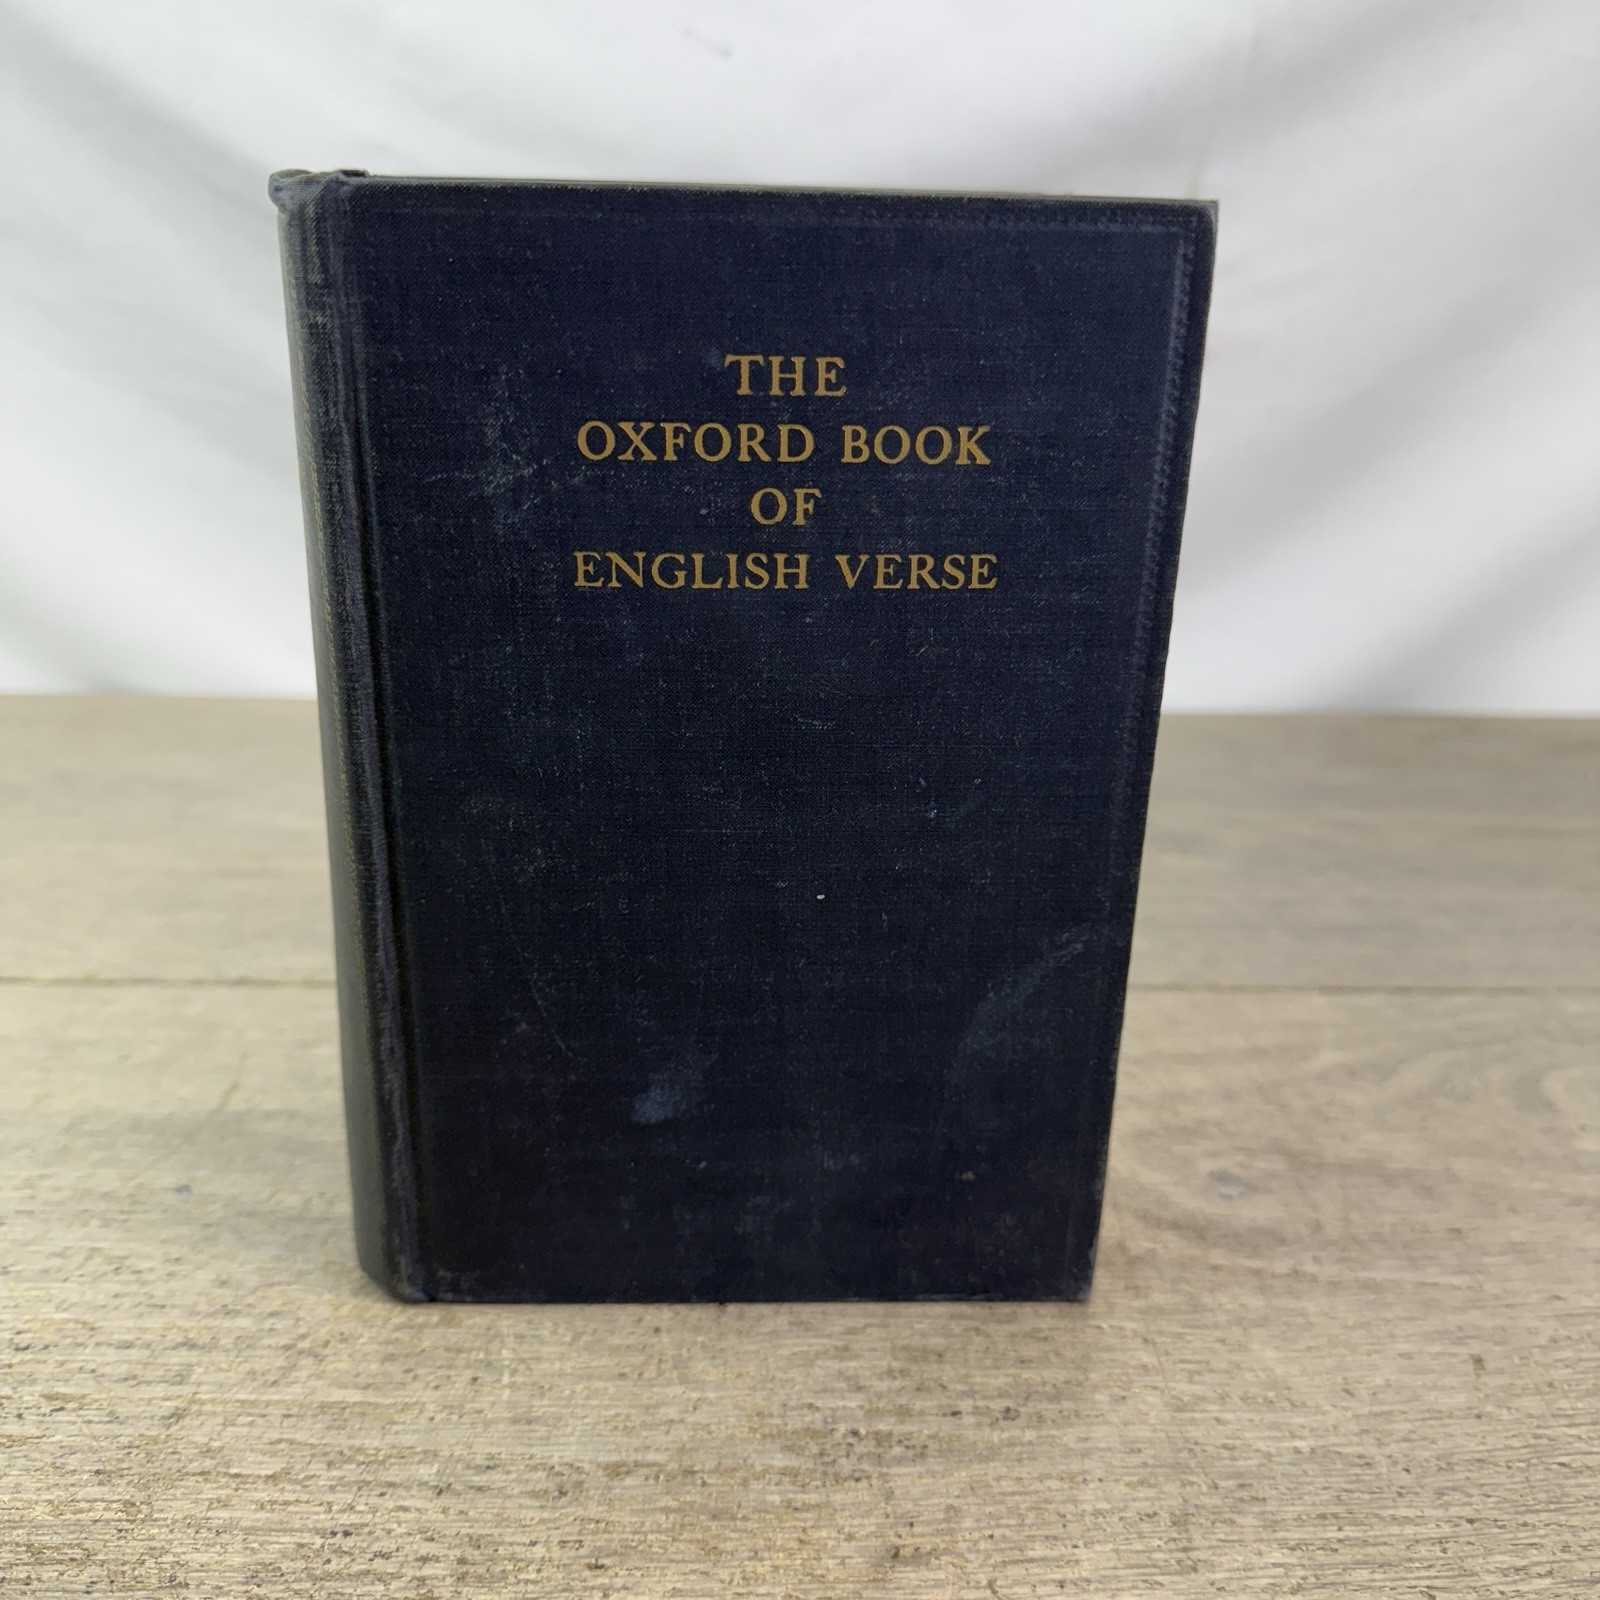 THE
OXFORD BOOK
OF
ENGLISH VERSE